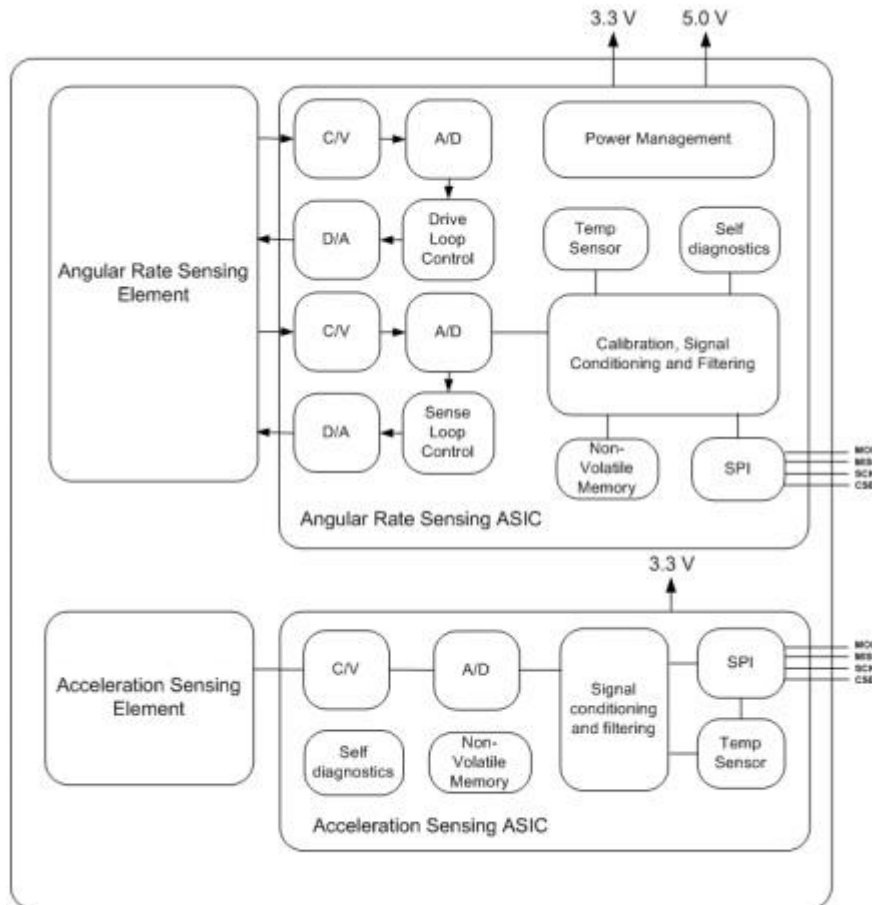 3.3 V
5.0 V
C/V
A/D
Power Management
D/A
Drive
Loop
Control
Temp
Sensor
Self
diagnostics
Angular Rate Sensing
Element
C/V
A/D
Calibration, Signal
Conditioning and Filtering
D/A
Sense
Loop
Control
Non-
Volatile
Memory
SPI
SCK
Angular Rate Sensing ASIC
3.3 V
Acceleration Sensing
Element
C/V
A/D
Signal
conditioning
and filtering
SPI
SCK
Self
diagnostics
Non-
Volatile
Memory
Temp
Sensor
Acceleration Sensing ASIC